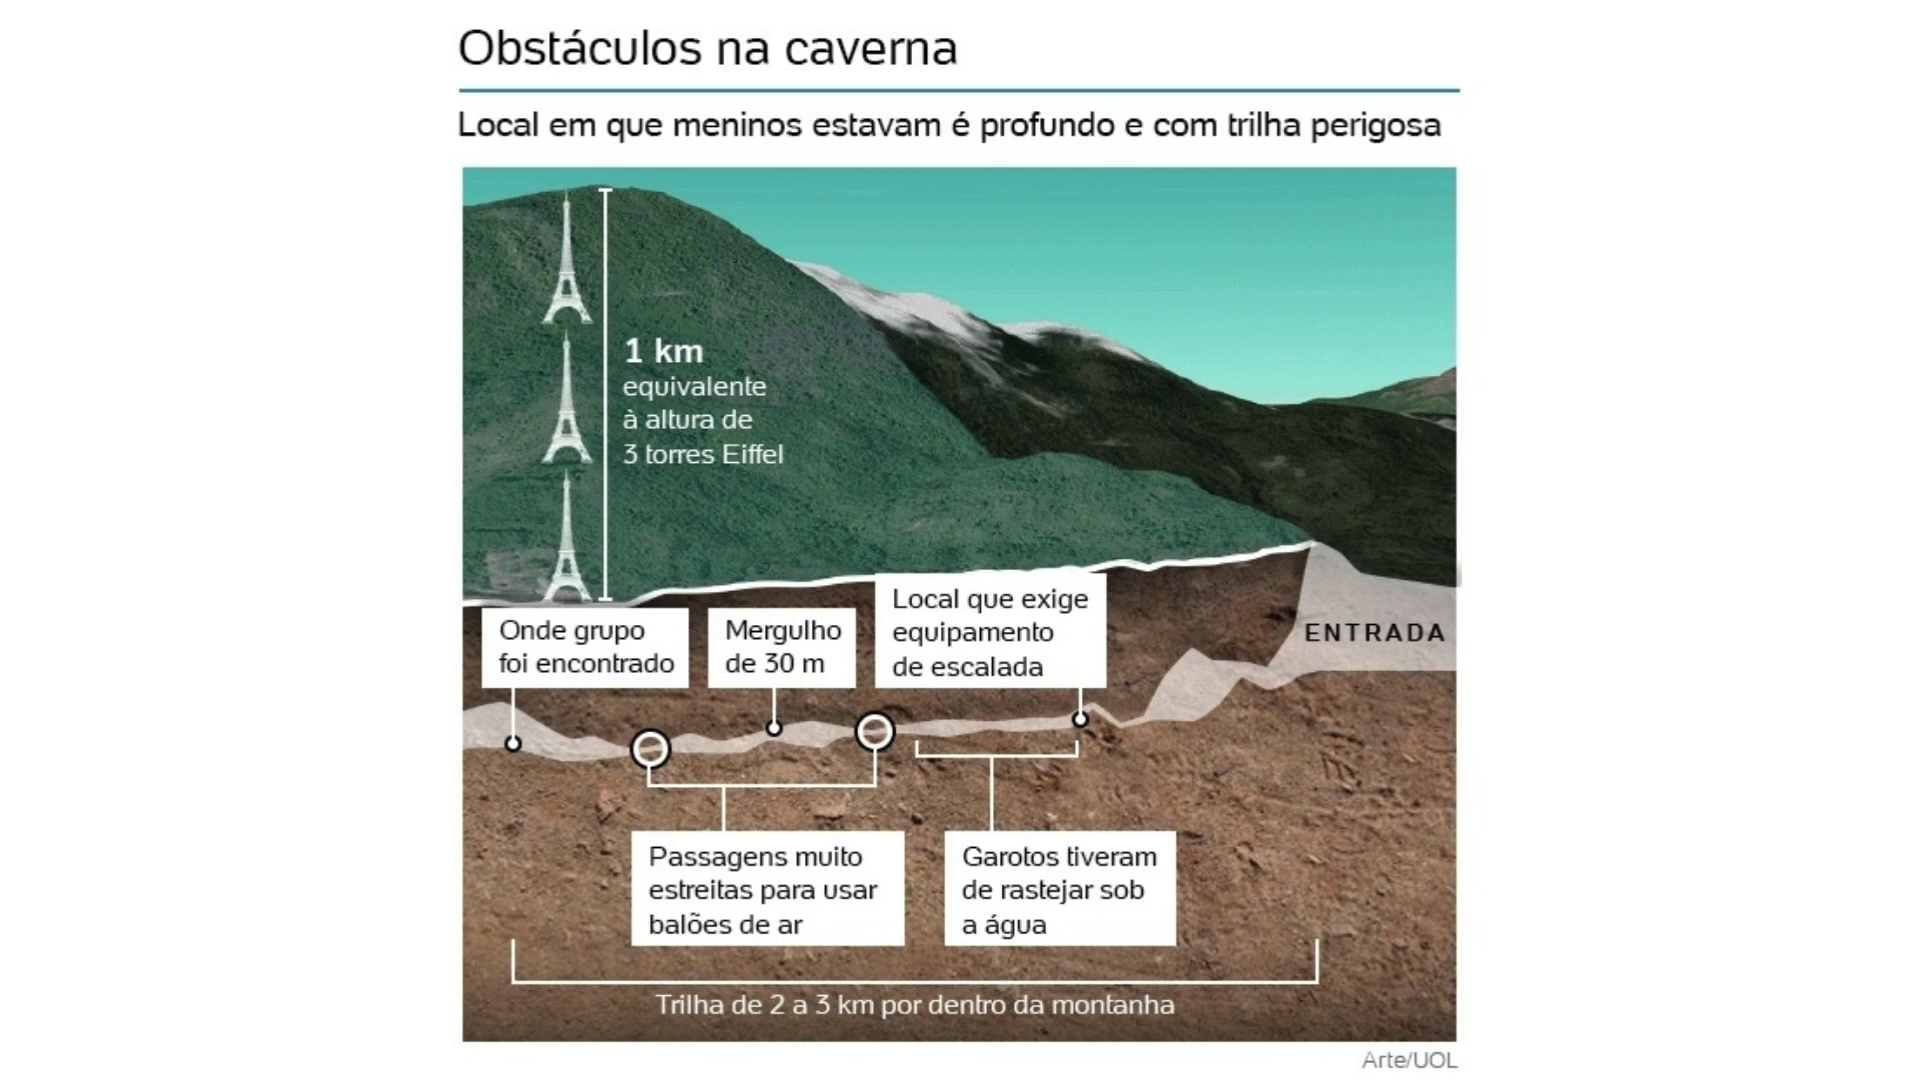 Obstáculos na caverna
Local em que meninos estavam é profundo e com trilha perigosa
1 km
equivalente
à altura de
3 torres Eiffel
Onde grupo
foi encontrado
Mergulho
de 30 m
Local que exige
equipamento
de escalada
ENTRADA
Passagens muito
estreitas para usar
balões de ar
Garotos tiveram
de rastejar sob
a água
Trilha de 2 a 3 km por dentro da montanha
Arte/UOL